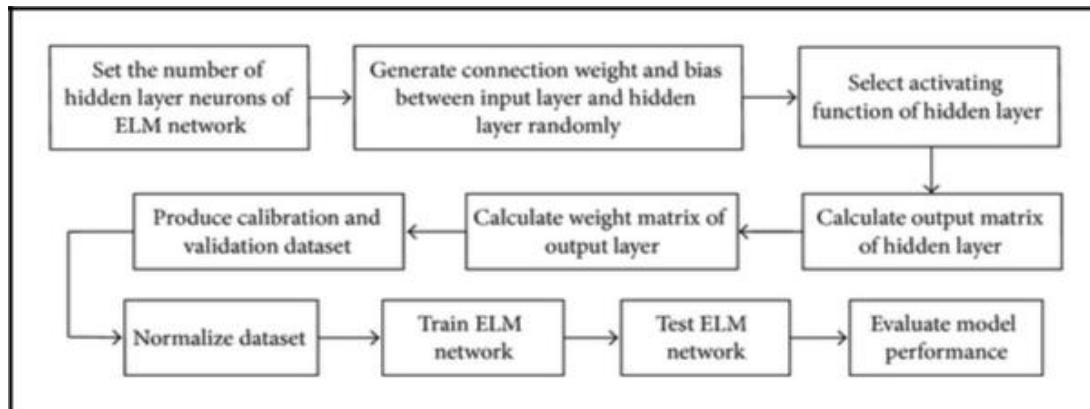 Set the number of
hidden layer neurons of
ELM network
Generate connection weight and bias
between input layer and hidden
layer randomly
Select activating
function of hidden layer
Calculate output matrix
of hidden layer
Calculate weight matrix of
output layer
Produce calibration and
validation dataset
Normalize dataset
Train ELM
network
Test ELM
network
Evaluate model
performance